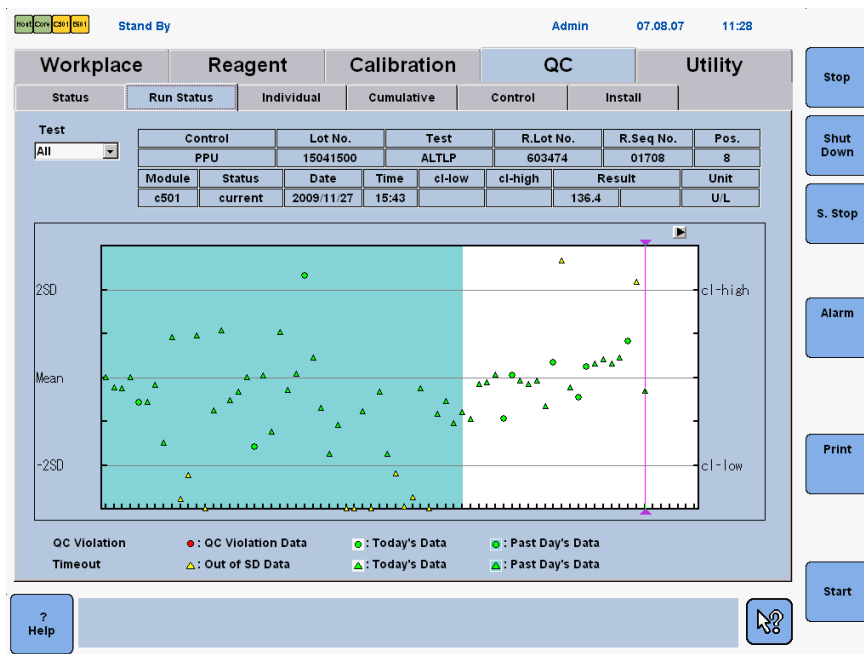 Host Core C501 E601 Stand By Admin 07.08.07 11:28
Workplace Reagent Calibration QC Utility
Status Run Status Individual Cumulative Control Install
Test
All
Control Lot No. Test R.Lot No. R.Seq No. Pos.
PPU 15041500 ALTLP 603474 01708 8
Module Status Date Time cl-low cl-high Result Unit
c501 current 2009/11/27 15:43 136.4 U/L
2SD cl-high
Mean
-2SD cl-low
QC Violation : QC Violation Data : Today's Data : Past Day's Data
Timeout : Out of SD Data : Today's Data : Past Day's Data
Stop
Shut
Down
S. Stop
Alarm
Print
Start
?
Help
?